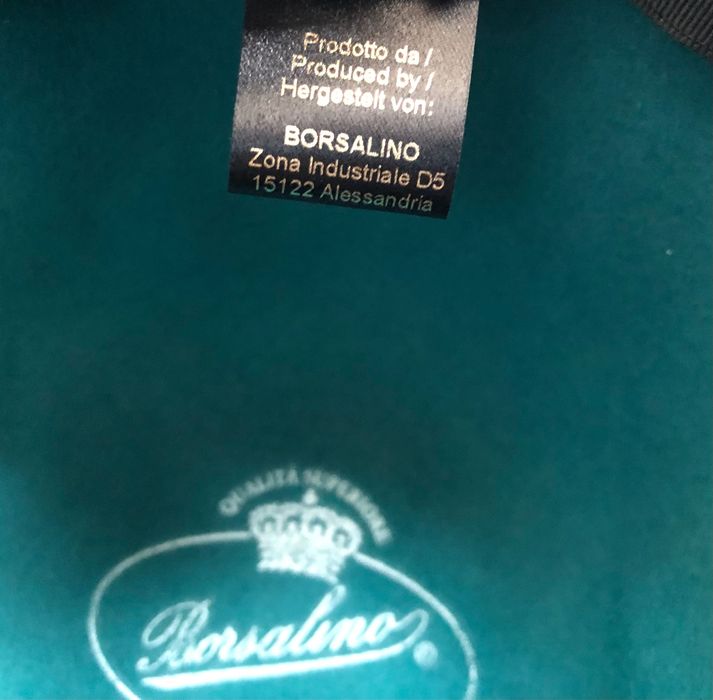 Prodotto da /
Produced by /
Hergestellt von:
BORSALINO
Zona Industriale D5
15122 Alessandria
QUALITÀ SUPERIORE
Borsalino
®